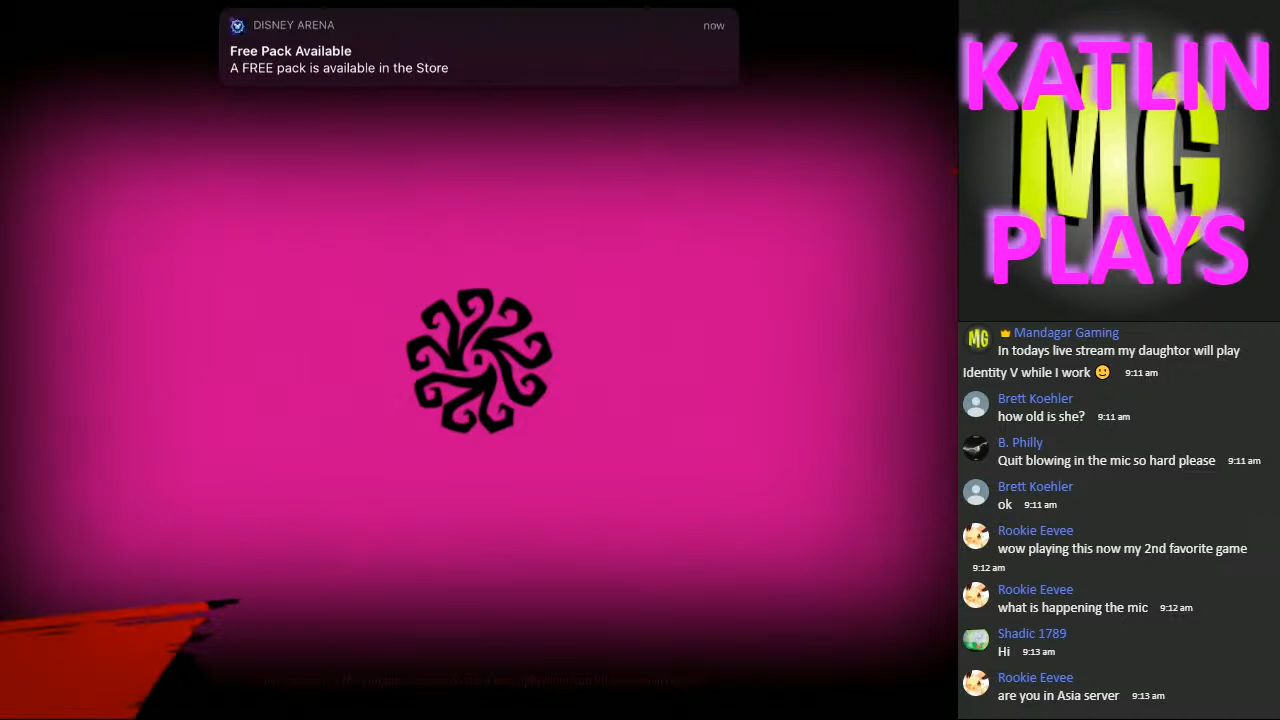 DISNEY ARENA
now
Free Pack Available
A FREE pack is available in the Store
KATLIN
MG
PLAYS
MG
Mandagar Gaming
In todays live stream my daughtor will play
Identity V while I work 9:11 am
Brett Koehler
how old is she? 9:11 am
B. Philly
Quit blowing in the mic so hard please 9:11 am
Brett Koehler
ok 9:11 am
Rookie Eevee
wow playing this now my 2nd favorite game
9:12 am
Rookie Eevee
what is happening the mic 9:12 am
Shadic 1789
Hi 9:13 am
Rookie Eevee
are you in Asia server 9:13 am